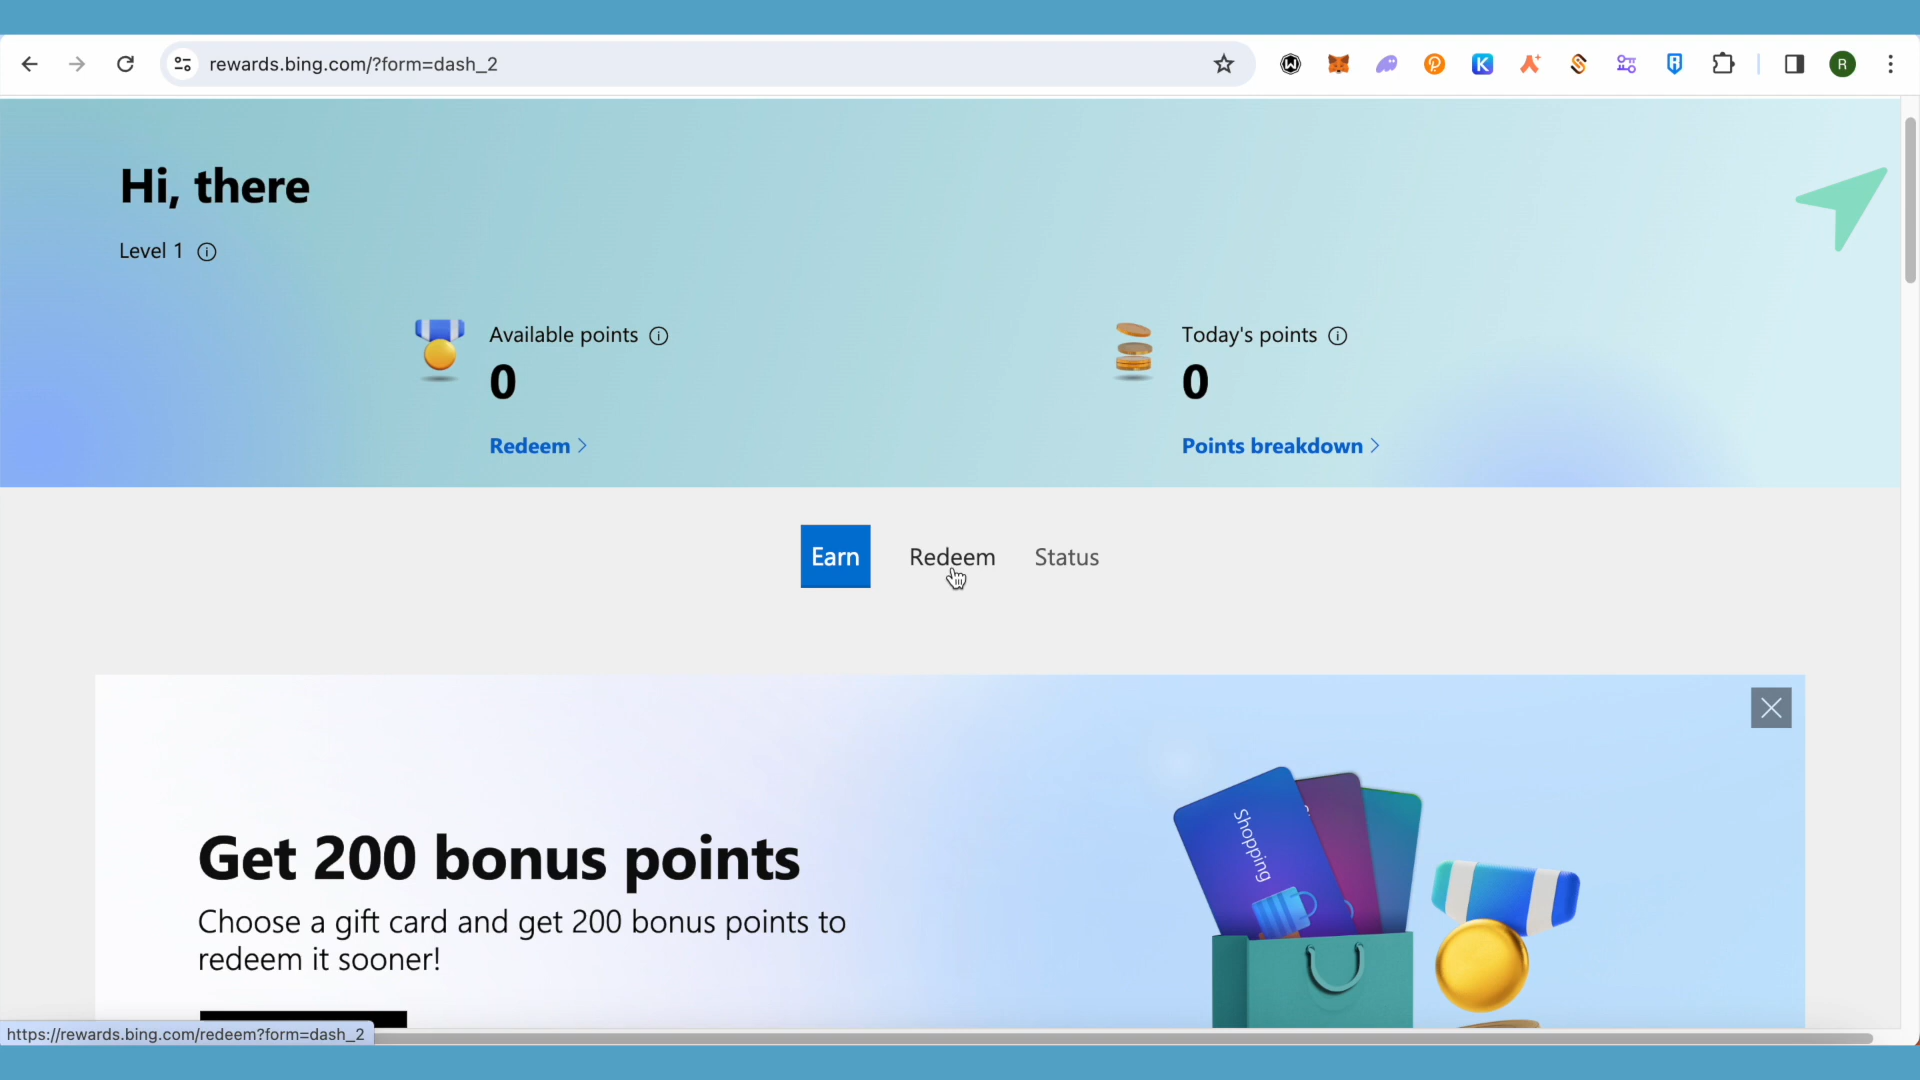 rewards.bing.com/?form=dash_2
R
Hi, there
Level 1
Available points
0
Redeem
Today's points
0
Points breakdown
Earn
Redeem
Status
Get 200 bonus points
Choose a gift card and get 200 bonus points to
redeem it sooner!
Shopping
https://rewards.bing.com/redeem?form=dash_2